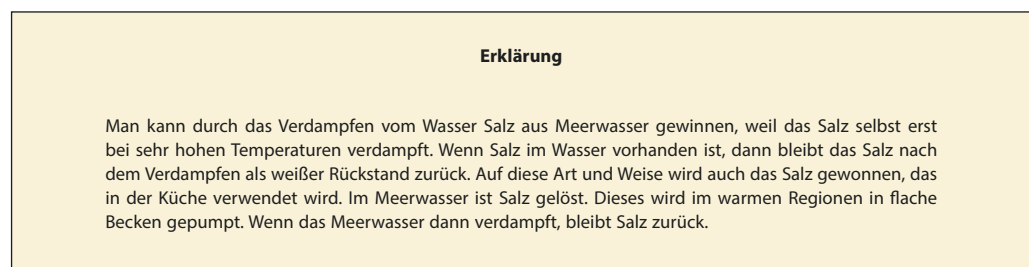 Erklärung
Man kann durch das Verdampfen vom Wasser Salz aus Meerwasser gewinnen, weil das Salz selbst erst
bei sehr hohen Temperaturen verdampft. Wenn Salz im Wasser vorhanden ist, dann bleibt das Salz nach
dem Verdampfen als weißer Rückstand zurück. Auf diese Art und Weise wird auch das Salz gewonnen, das
in der Küche verwendet wird. Im Meerwasser ist Salz gelöst. Dieses wird im warmen Regionen in flache
Becken gepumpt. Wenn das Meerwasser dann verdampft, bleibt Salz zurück.